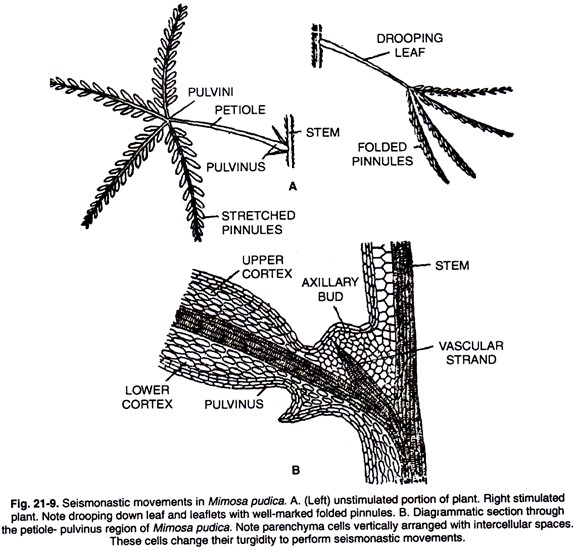 DROOPING
LEAF
PULVINI
PETIOLE
STEM
PULVINUS
FOLDED
PINNULES
A
STRETCHED
PINNULES
UPPER
CORTEX
AXILLARY
BUD
STEM
VASCULAR
STRAND
LOWER
CORTEX
PULVINUS
B
Fig. 21-9. Seismonastic movements in Mimosa pudica. A. (Left) unstimulated portion of plant. Right stimulated
plant. Note drooping down leaf and leaflets with well-marked folded pinnules. B. Diagrammatic section through
the petiole- pulvinus region of Mimosa pudica. Note parenchyma cells vertically arranged with intercellular spaces.
These cells change their turgidity to perform seismonastic movements.